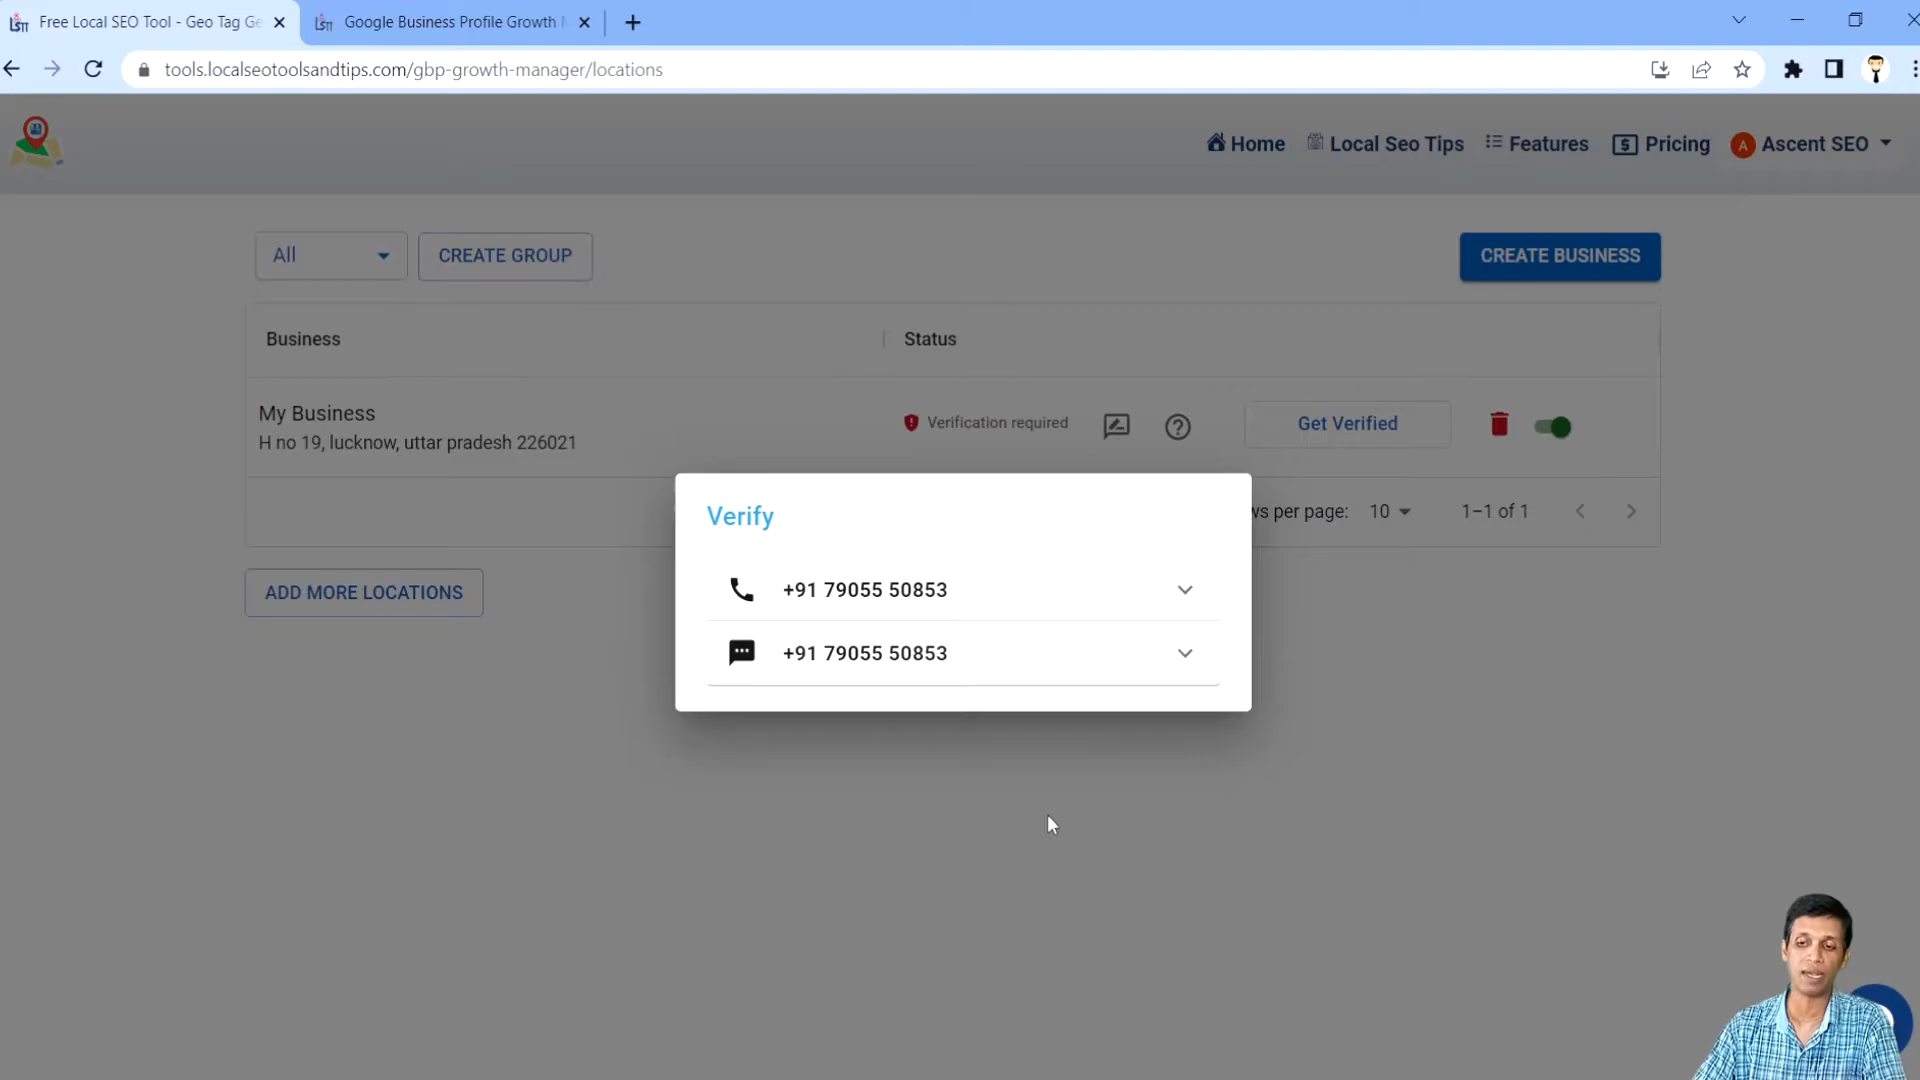 Free Local SEO Tool - Geo Tag Ge
Google Business Profile Growth
tools.localseotoolsandtips.com/gbp-growth-manager/locations
Home
Local Seo Tips
Features
Pricing
A
Ascent SEO
All
CREATE GROUP
CREATE BUSINESS
Business
Status
My Business
H no 19, lucknow, uttar pradesh 226021
Verification required
Get Verified
Verify
ws per page:
10
1–1 of 1
+91 79055 50853
+91 79055 50853
ADD MORE LOCATIONS